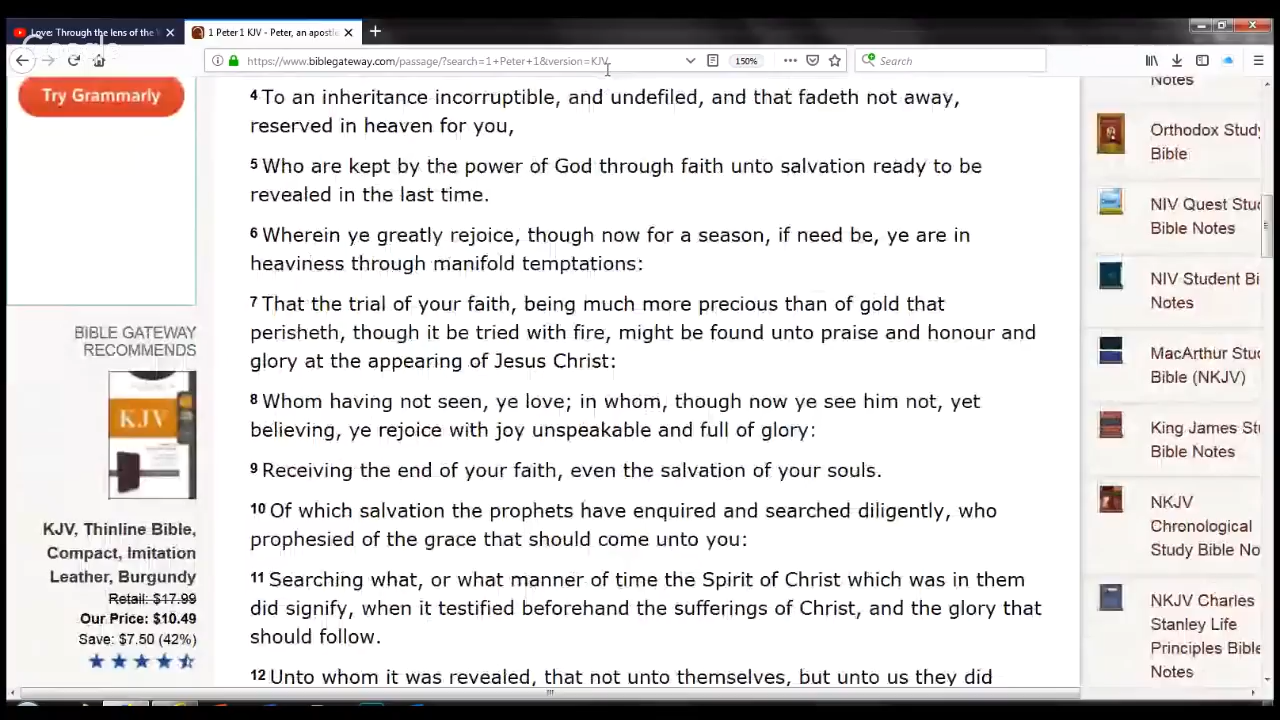 Love: Through the lens of the
1 Peter 1 KJV - Peter, an apostle
https://www.biblegateway.com/passage/?search=1+Peter+1&version=KJV
150%
Search
Try Grammarly
4 To an inheritance incorruptible, and undefiled, and that fadeth not away,
reserved in heaven for you,
5 Who are kept by the power of God through faith unto salvation ready to be
revealed in the last time.
6 Wherein ye greatly rejoice, though now for a season, if need be, ye are in
heaviness through manifold temptations:
7 That the trial of your faith, being much more precious than of gold that
perisheth, though it be tried with fire, might be found unto praise and honour and
glory at the appearing of Jesus Christ:
8 Whom having not seen, ye love; in whom, though now ye see him not, yet
believing, ye rejoice with joy unspeakable and full of glory:
9 Receiving the end of your faith, even the salvation of your souls.
10 Of which salvation the prophets have enquired and searched diligently, who
prophesied of the grace that should come unto you:
11 Searching what, or what manner of time the Spirit of Christ which was in them
did signify, when it testified beforehand the sufferings of Christ, and the glory that
should follow.
12 Unto whom it was revealed, that not unto themselves, but unto us they did
BIBLE GATEWAY
RECOMMENDS
KJV
KJV, Thinline Bible,
Compact, Imitation
Leather, Burgundy
Retail: $17.99
Our Price: $10.49
Save: $7.50 (42%)
Notes
Orthodox Study
Bible
NIV Quest Stu
Bible Notes
NIV Student Bi
Notes
MacArthur Stu
Bible (NKJV)
King James St
Bible Notes
NKJV
Chronological
Study Bible No
NKJV Charles
Stanley Life
Principles Bible
Notes